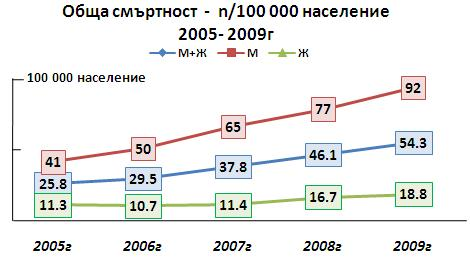 Обща смъртност - n/100 000 население
2005- 2009г
М+Ж М Ж
100 000 население
41 50 65 77 92
25.8 29.5 37.8 46.1 54.3
11.3 10.7 11.4 16.7 18.8
2005г 2006г 2007г 2008г 2009г